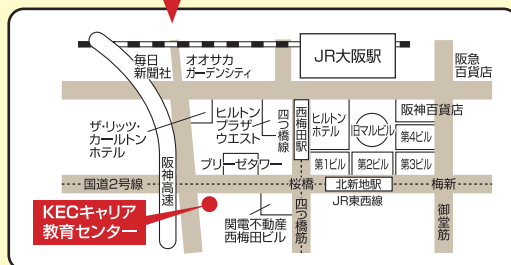 JR大阪駅
毎日
新聞社
オオサカ
ガーデンシティ
阪急
百貨店
ザ・リッツ・
カールトン
ホテル
ヒルトン
プラザ
ウエスト
四つ橋線
西梅田駅
ヒルトン
ホテル
旧マルビル
阪神百貨店
第4ビル
ブリーゼタワー
第1ビル
第2ビル
第3ビル
阪神高速
国道2号線
桜橋
北新地駅
梅新
JR東西線
KECキャリア
教育センター
関電不動産
西梅田ビル
四つ橋筋
御堂筋